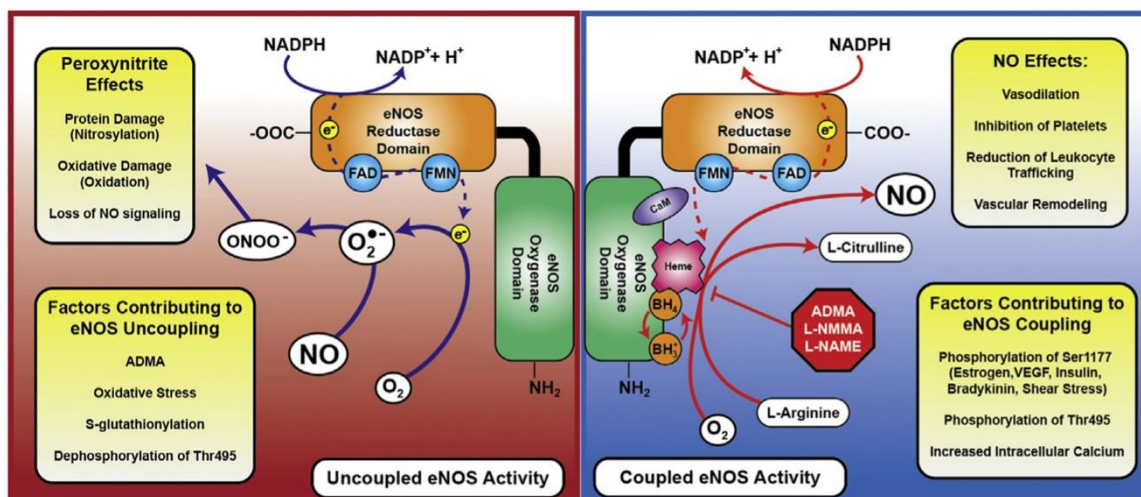 NADPH
NADP⁺+ H⁺
Peroxynitrite
Effects
Protein Damage
(Nitrosylation)
Oxidative Damage
(Oxidation)
Loss of NO signaling
-OOC
e-
eNOS
Reductase
Domain
FAD
FMN
e-
ONOO⁻
O₂•-
NO
O₂
eNOS
Oxygenase
Domain
NH₂
Factors Contributing to
eNOS Uncoupling
ADMA
Oxidative Stress
S-glutathionylation
Dephosphorylation of Thr495
Uncoupled eNOS Activity
NADP⁺+ H⁺
NADPH
eNOS
Reductase
Domain
e-
COO-
FMN
FAD
CaM
eNOS
Oxygenase
Domain
Heme
BH₄
BH₃•
NH₂
NO
L-Citrulline
ADMA
L-NMMA
L-NAME
L-Arginine
O₂
NO Effects:
Vasodilation
Inhibition of Platelets
Reduction of Leukocyte
Trafficking
Vascular Remodeling
Factors Contributing to
eNOS Coupling
Phosphorylation of Ser1177
(Estrogen,VEGF, Insulin,
Bradykinin, Shear Stress)
Phosphorylation of Thr495
Increased Intracellular Calcium
Coupled eNOS Activity